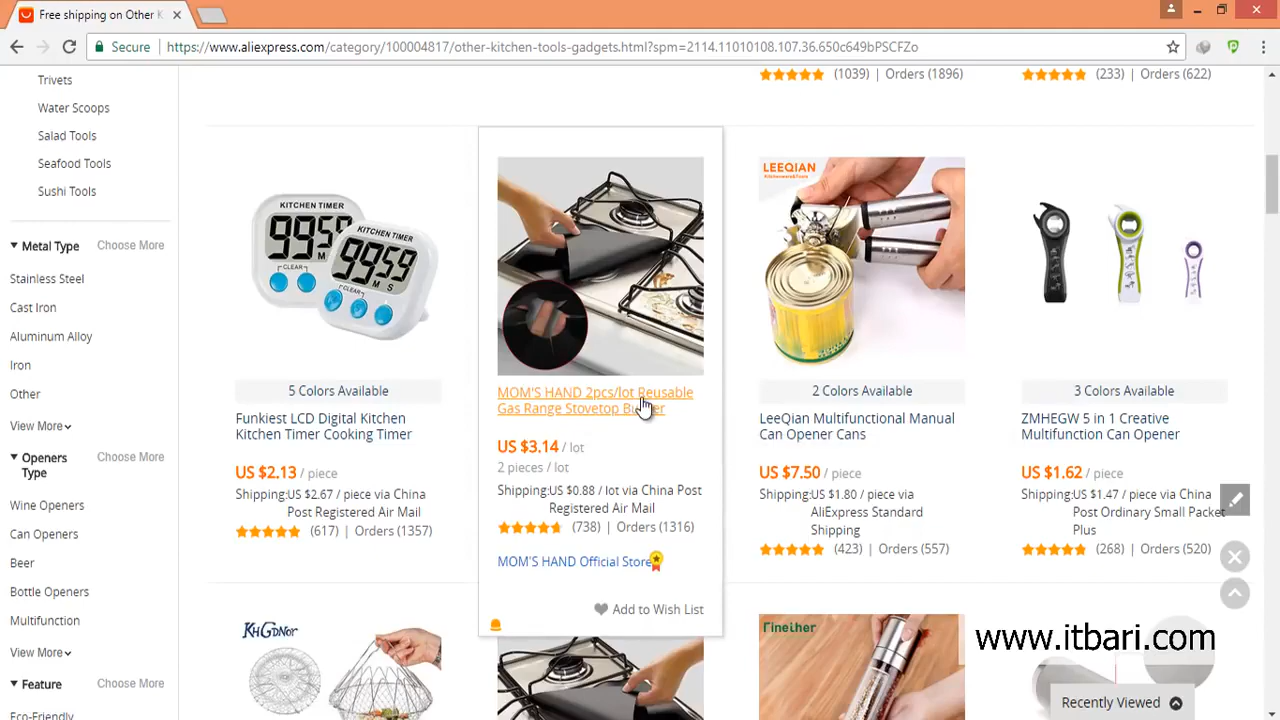 Free shipping on Other K
Secure
https://www.aliexpress.com/category/100004817/other-kitchen-tools-gadgets.html?spm=2114.11010108.107.36.650c649bPSCFZo
Trivets
Water Scoops
Salad Tools
Seafood Tools
Sushi Tools
Metal Type
Choose More
Stainless Steel
Cast Iron
Aluminum Alloy
Iron
Other
View More
Openers Type
Choose More
Wine Openers
Can Openers
Beer
Bottle Openers
Multifunction
View More
Feature
Choose More
Eco-Friendly
(1039) | Orders (1896)
(233) | Orders (622)
KITCHEN TIMER
9959
M
CLEAR
KITCHEN TIMER
9959
M S
CLEAR
5 Colors Available
Funkiest LCD Digital Kitchen
Kitchen Timer Cooking Timer
US $2.13 / piece
Shipping:US $2.67 / piece via China
Post Registered Air Mail
(617) | Orders (1357)
MOM'S HAND 2pcs/lot Reusable
Gas Range Stovetop Burner
US $3.14 / lot
2 pieces / lot
Shipping:US $0.88 / lot via China Post
Registered Air Mail
(738) | Orders (1316)
MOM'S HAND Official Store
Add to Wish List
LEEQIAN
2 Colors Available
LeeQian Multifunctional Manual
Can Opener Cans
US $7.50 / piece
Shipping:US $1.80 / piece via
AliExpress Standard
Shipping
(423) | Orders (557)
3 Colors Available
ZMHEGW 5 in 1 Creative
Multifunction Can Opener
US $1.62 / piece
Shipping:US $1.47 / piece via China
Post Ordinary Small Packet
Plus
(268) | Orders (520)
KHGDNOR
Finether
www.itbari.com
Recently Viewed